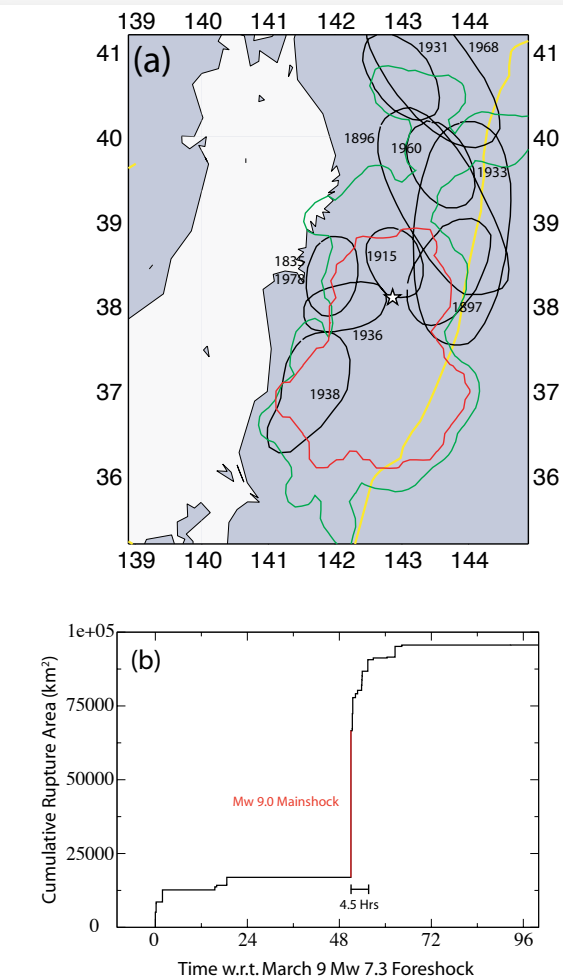 139 140 141 142 143 144
(a)
1931 1968
41 41
1896 1960
40 40
1933
39 39
1835 1915
1978
38 1897 38
1936
37 1938 37
36 36
139 140 141 142 143 144
1e+05
(b)
75000
50000
Mw 9.0 Mainshock
25000
4.5 Hrs
0
0 24 48 72 96
Cumulative Rupture Area (km²)
Time w.r.t. March 9 Mw 7.3 Foreshock